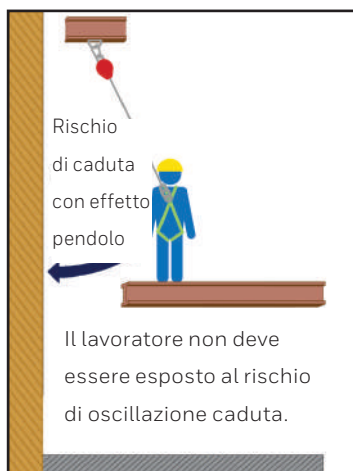 Rischio
di caduta
con effetto
pendolo
Il lavoratore non deve
essere esposto al rischio
di oscillazione caduta.